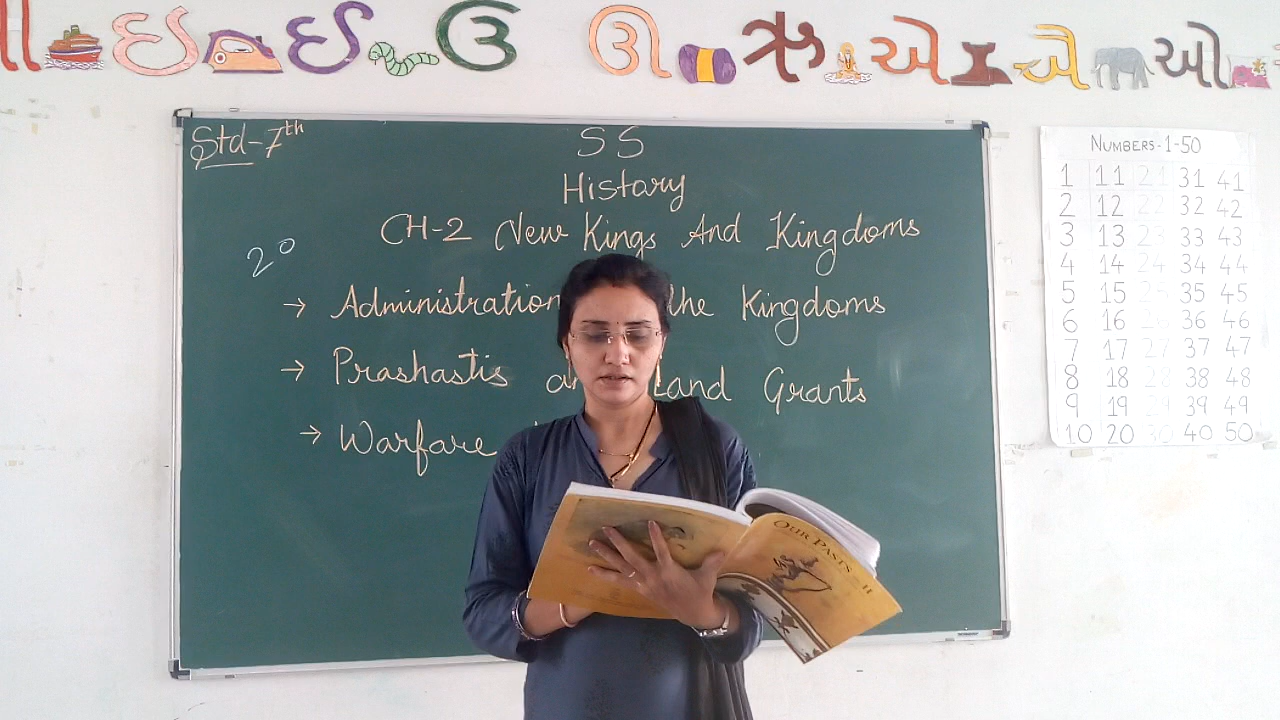 ઇ ઈ ઉ ઊ ઋ એ ઐ ઓ
Std-7th
SS
History
CH-2 New Kings And Kingdoms
20
→ Administration the Kingdoms
→ Prashastis Land Grants
→ Warfare
NUMBERS-1-50
1 11 21 31 41
2 12 22 32 42
3 13 23 33 43
4 14 24 34 44
5 15 25 35 45
6 16 26 36 46
7 17 27 37 47
8 18 28 38 48
9 19 29 39 49
10 20 30 40 50
OUR PASTS - II